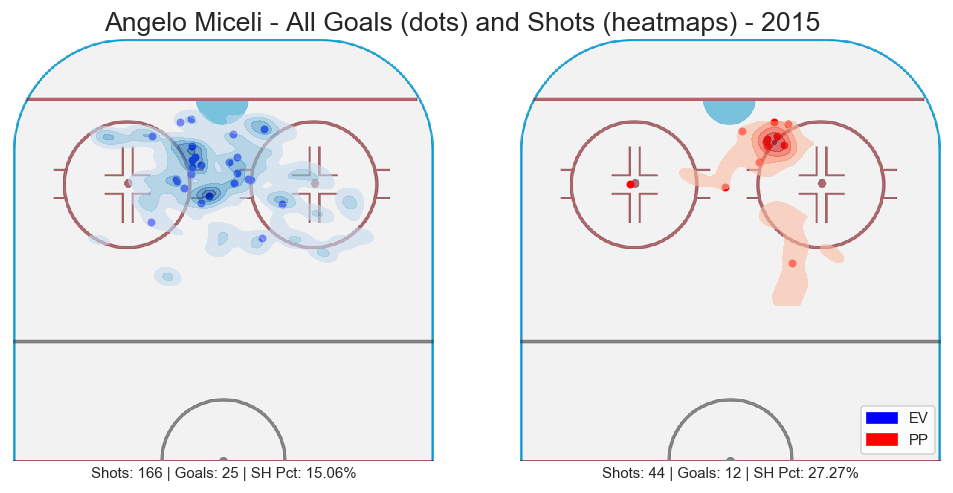 Angelo Miceli - All Goals (dots) and Shots (heatmaps) - 2015
EV
PP
Shots: 166 | Goals: 25 | SH Pct: 15.06%
Shots: 44 | Goals: 12 | SH Pct: 27.27%